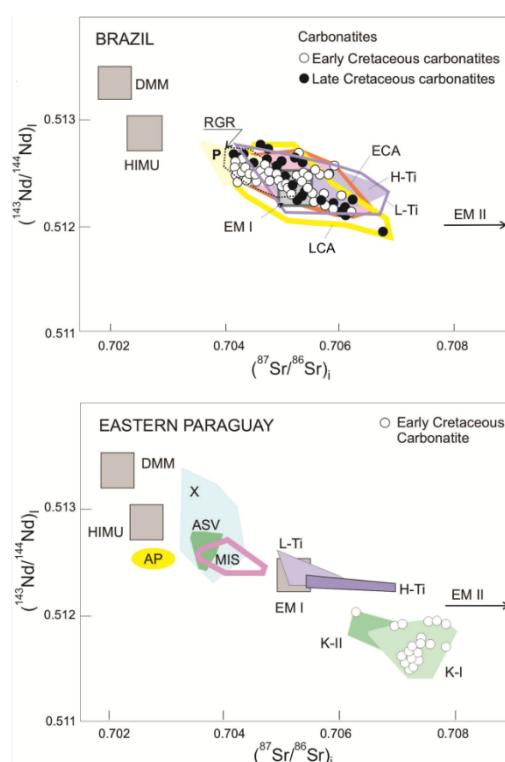 BRAZIL
Carbonatites
Early Cretaceous carbonatites
Late Cretaceous carbonatites
DMM
HIMU
RGR
P
ECA
H-Ti
L-Ti
EM I
LCA
EM II
0.513
0.512
0.511
(¹⁴³Nd/¹⁴⁴Nd)ᵢ
0.702 0.704 0.706 0.708
(⁸⁷Sr/⁸⁶Sr)ᵢ
EASTERN PARAGUAY
Early Cretaceous
Carbonatite
DMM
X
HIMU
ASV
AP
MIS
L-Ti
H-Ti
EM I
EM II
K-II
K-I
0.513
0.512
0.511
(¹⁴³Nd/¹⁴⁴Nd)ᵢ
0.702 0.704 0.706 0.708
(⁸⁷Sr/⁸⁶Sr)ᵢ